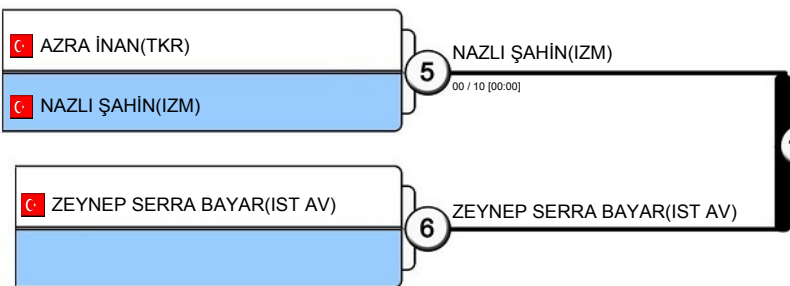 AZRA İNAN(TKR)
NAZLI ŞAHİN(IZM)
5
NAZLI ŞAHİN(IZM)
00 / 10 [00:00]
ZEYNEP SERRA BAYAR(IST AV)
6
ZEYNEP SERRA BAYAR(IST AV)